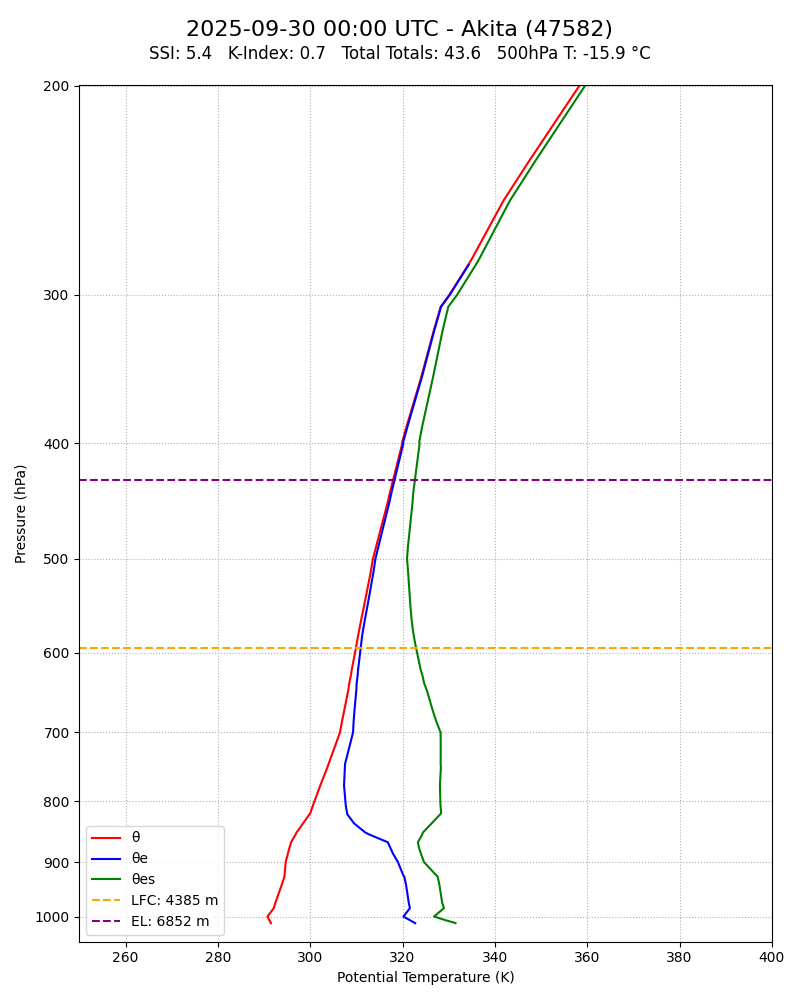 2025-09-30 00:00 UTC - Akita (47582)
SSI: 5.4   K-Index: 0.7   Total Totals: 43.6   500hPa T: -15.9 °C
200
300
400
500
600
700
800
900
1000
Pressure (hPa)
θ
θe
θes
LFC: 4385 m
EL: 6852 m
260 280 300 320 340 360 380 400
Potential Temperature (K)